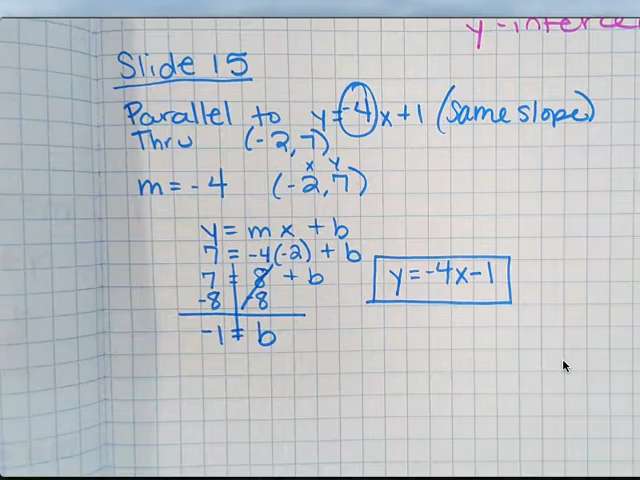 y-interce
Slide 15
Parallel to y = -4x + 1 (Same slope)
Thru (-2, 7)
x y
m = -4 (-2, 7)
y = mx + b
7 = -4(-2) + b
7 = 8 + b
-8 -8
-1 = b
y = -4x - 1